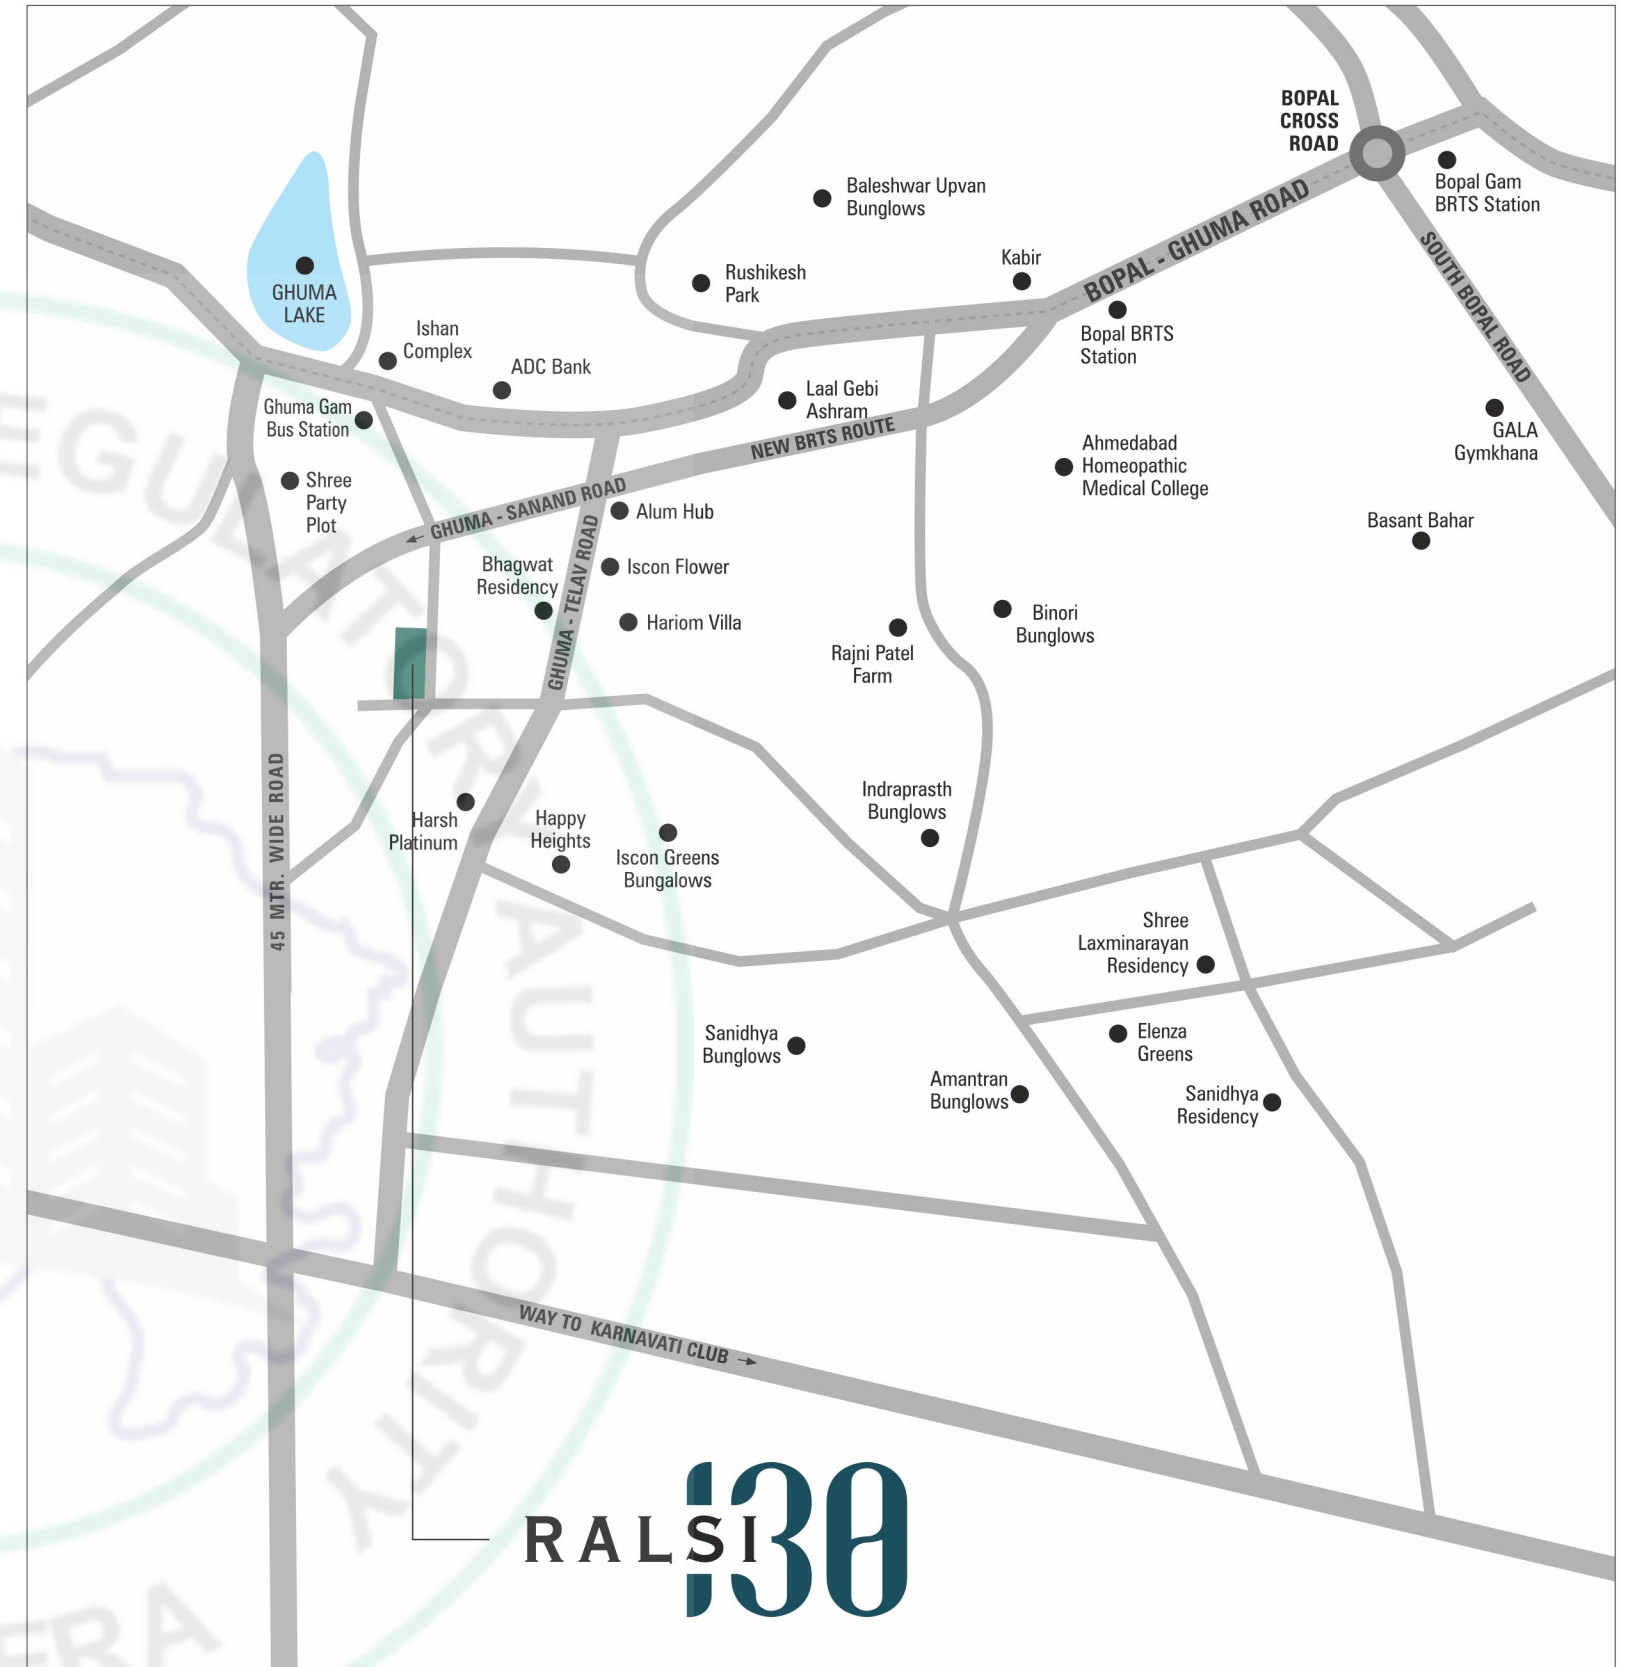 BOPAL
CROSS
ROAD
Bopal Gam
BRTS Station
Baleshwar Upvan
Bunglows
BOPAL - GHUMA ROAD
SOUTH BOPAL ROAD
Kabir
Rushikesh
Park
GHUMA
LAKE
Ishan
Complex
ADC Bank
Bopal BRTS
Station
Laal Gebi
Ashram
Ghuma Gam
Bus Station
NEW BRTS ROUTE
GALA
Gymkhana
Ahmedabad
Homeopathic
Medical College
Shree
Party
Plot
← GHUMA - SANAND ROAD
Alum Hub
Basant Bahar
Bhagwat
Residency
Iscon Flower
GHUMA - TELAV ROAD
Hariom Villa
Binori
Bunglows
Rajni Patel
Farm
45 MTR. WIDE ROAD
Indraprasth
Bunglows
Harsh
Platinum
Happy
Heights
Iscon Greens
Bungalows
Shree
Laxminarayan
Residency
Sanidhya
Bunglows
Elenza
Greens
Amantran
Bunglows
Sanidhya
Residency
WAY TO KARNAVATI CLUB →
RALSI 30
EGULATORY AUTHORITY
ERA